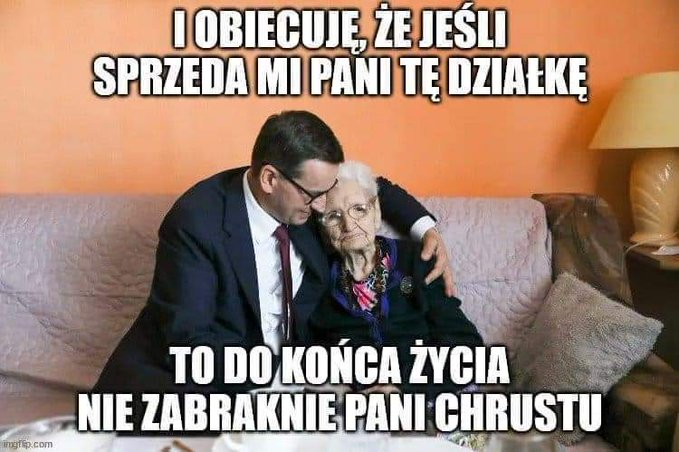 I OBIECUJĘ, ŻE JEŚLI
SPRZEDA MI PANI TĘ DZIAŁKĘ
TO DO KOŃCA ŻYCIA
NIE ZABRAKNIE PANI CHRUSTU
imgflip.com